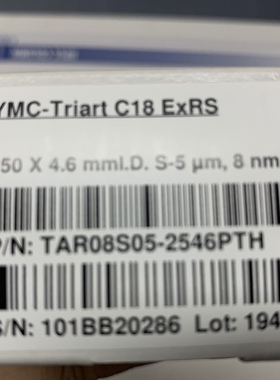 YMC-Triart C18 ExRS
50 X 4.6 mmI.D. S-5 µm, 8 nm
P/N: TAR08S05-2546PTH
S/N: 101BB20286 Lot: 194